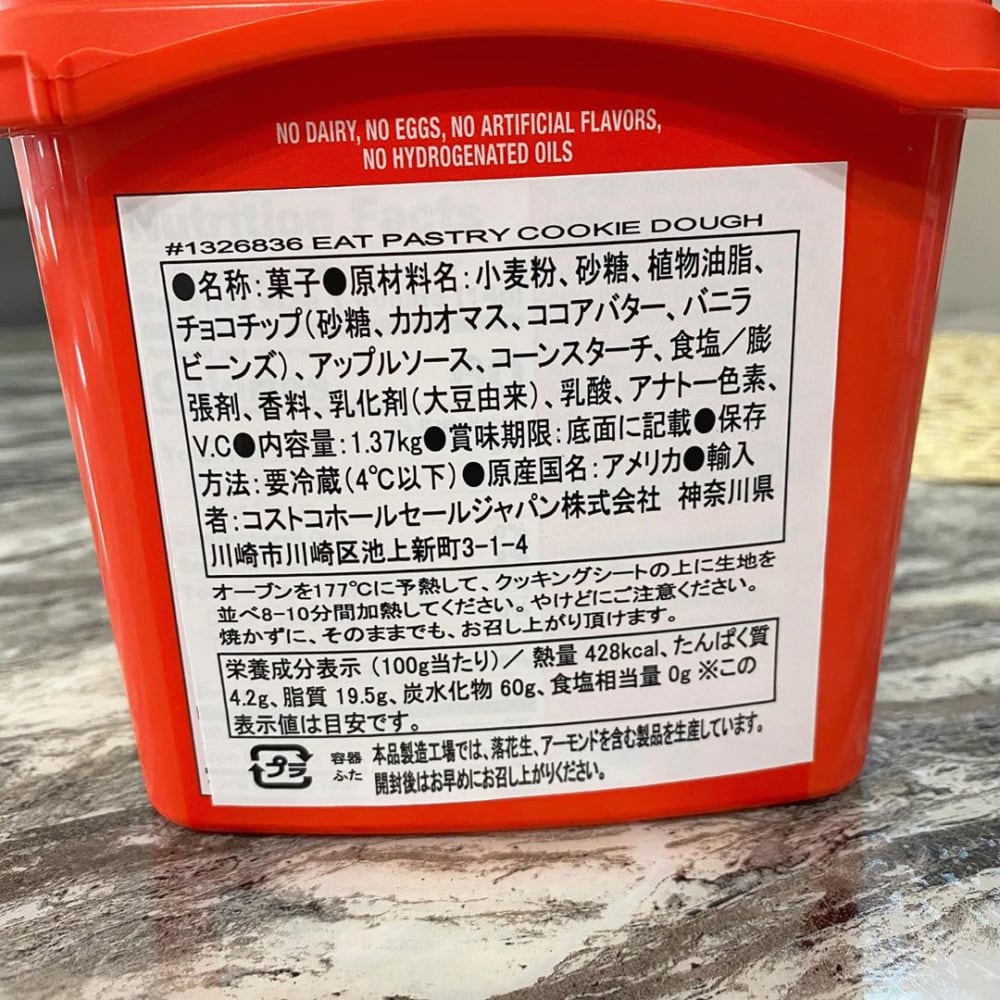 NO DAIRY, NO EGGS, NO ARTIFICIAL FLAVORS,
NO HYDROGENATED OILS
Nutrition Facts
#1326836 EAT PASTRY COOKIE DOUGH
●名称:菓子●原材料名:小麦粉、砂糖、植物油脂、
チョコチップ(砂糖、カカオマス、ココアバター、バニラ
ビーンズ)、アップルソース、コーンスターチ、食塩/膨
張剤、香料、乳化剤(大豆由来)、乳酸、アナトー色素、
V.C●内容量:1.37kg●賞味期限:底面に記載●保存
方法:要冷蔵(4℃以下)●原産国名:アメリカ●輸入
者:コストコホールセールジャパン株式会社 神奈川県
川崎市川崎区池上新町3-1-4
オーブンを177℃に予熱して、クッキングシートの上に生地を
並べ8-10分間加熱してください。やけどにご注意ください。
焼かずに、そのままでも、お召し上がり頂けます。
栄養成分表示(100g当たり)/ 熱量 428kcal、たんぱく質
4.2g、脂質 19.5g、炭水化物 60g、食塩相当量 0g ※この
表示値は目安です。
プラ
容器
ふた
本品製造工場では、落花生、アーモンドを含む製品を生産しています。
開封後はお早めにお召し上がりください。